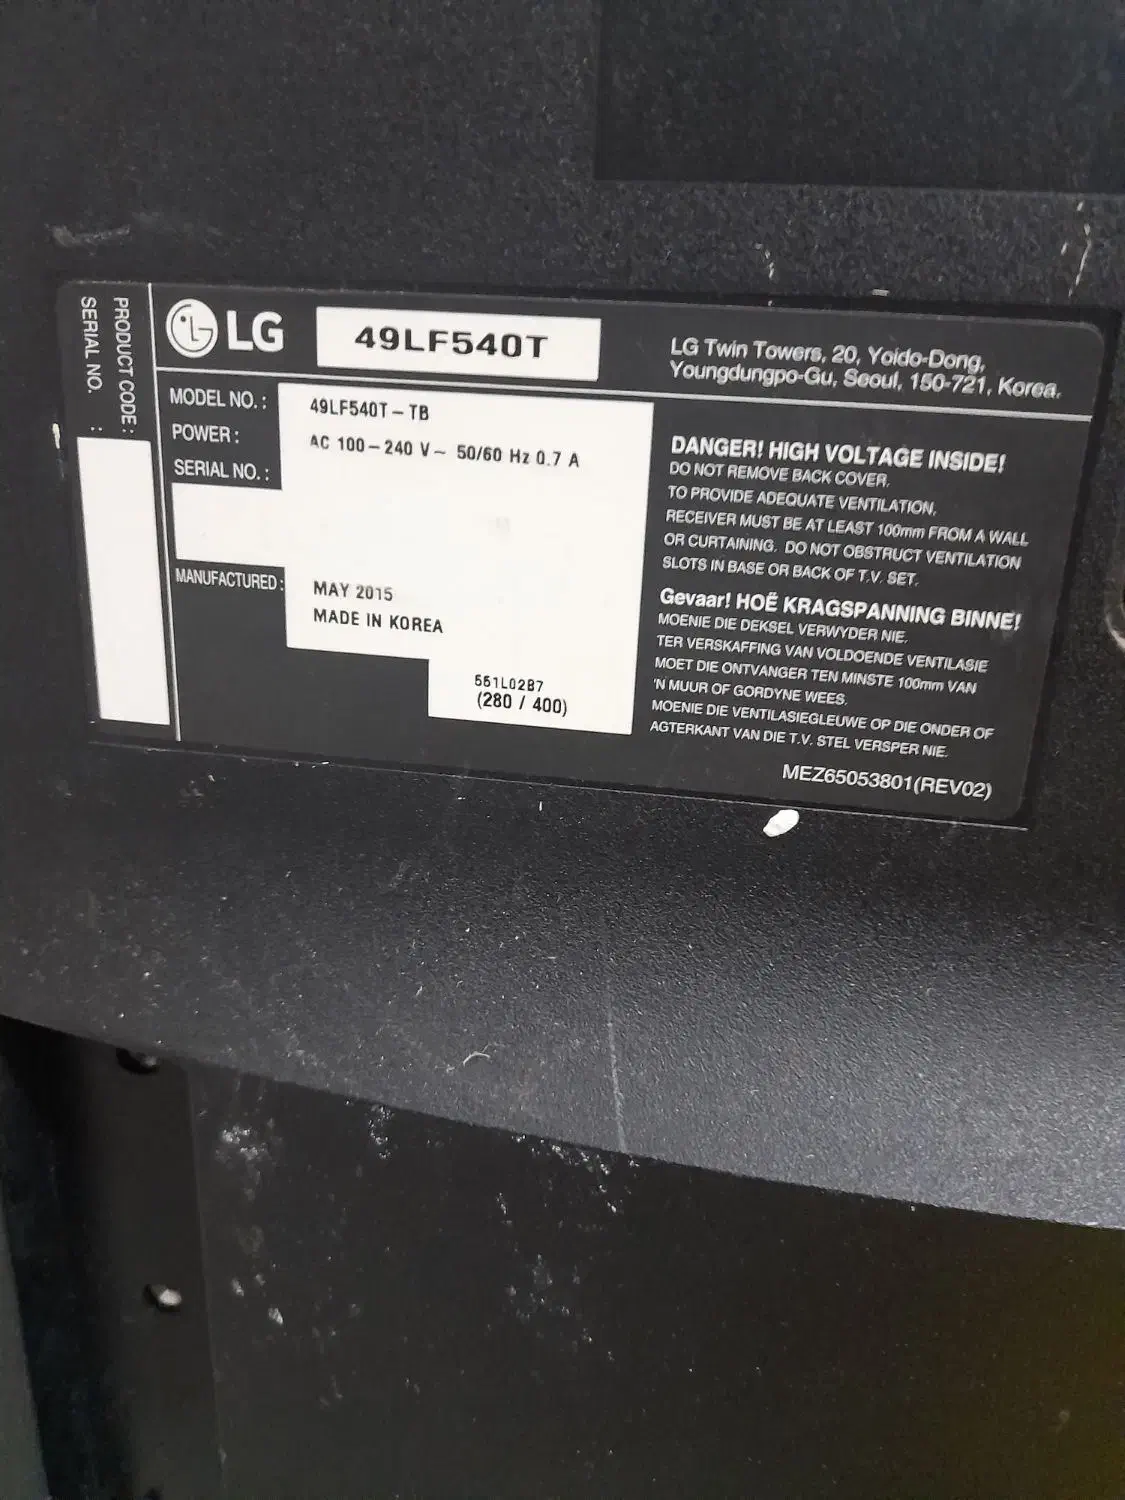 PRODUCT CODE :
SERIAL NO. :
LG
49LF540T
LG Twin Towers, 20, Yoido-Dong,
Youngdungpo-Gu, Seoul, 150-721, Korea.
MODEL NO. : 49LF540T-TB
POWER : AC 100-240 V~ 50/60 Hz 0.7 A
SERIAL NO. :
MANUFACTURED : MAY 2015
MADE IN KOREA
551L02B7
(280 / 400)
DANGER! HIGH VOLTAGE INSIDE!
DO NOT REMOVE BACK COVER.
TO PROVIDE ADEQUATE VENTILATION,
RECEIVER MUST BE AT LEAST 100mm FROM A WALL
OR CURTAINING. DO NOT OBSTRUCT VENTILATION
SLOTS IN BASE OR BACK OF T.V. SET.
Gevaar! HOË KRAGSPANNING BINNE!
MOENIE DIE DEKSEL VERWYDER NIE.
TER VERSKAFFING VAN VOLDOENDE VENTILASIE
MOET DIE ONTVANGER TEN MINSTE 100mm VAN
'N MUUR OF GORDYNE WEES.
MOENIE DIE VENTILASIEGLEUWE OP DIE ONDER OF
AGTERKANT VAN DIE T.V. STEL VERSPER NIE.
MEZ65053801(REV02)